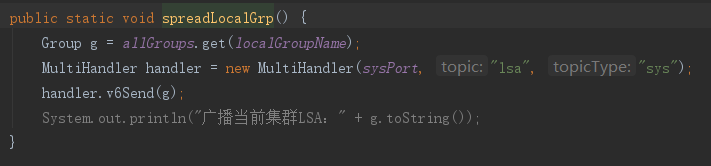 public static void spreadLocalGrp() {
Group g = allGroups.get(localGroupName);
MultiHandler handler = new MultiHandler(sysPort, topic: "lsa", topicType: "sys");
handler.v6Send(g);
System.out.println("广播当前集群LSA: " + g.toString());
}